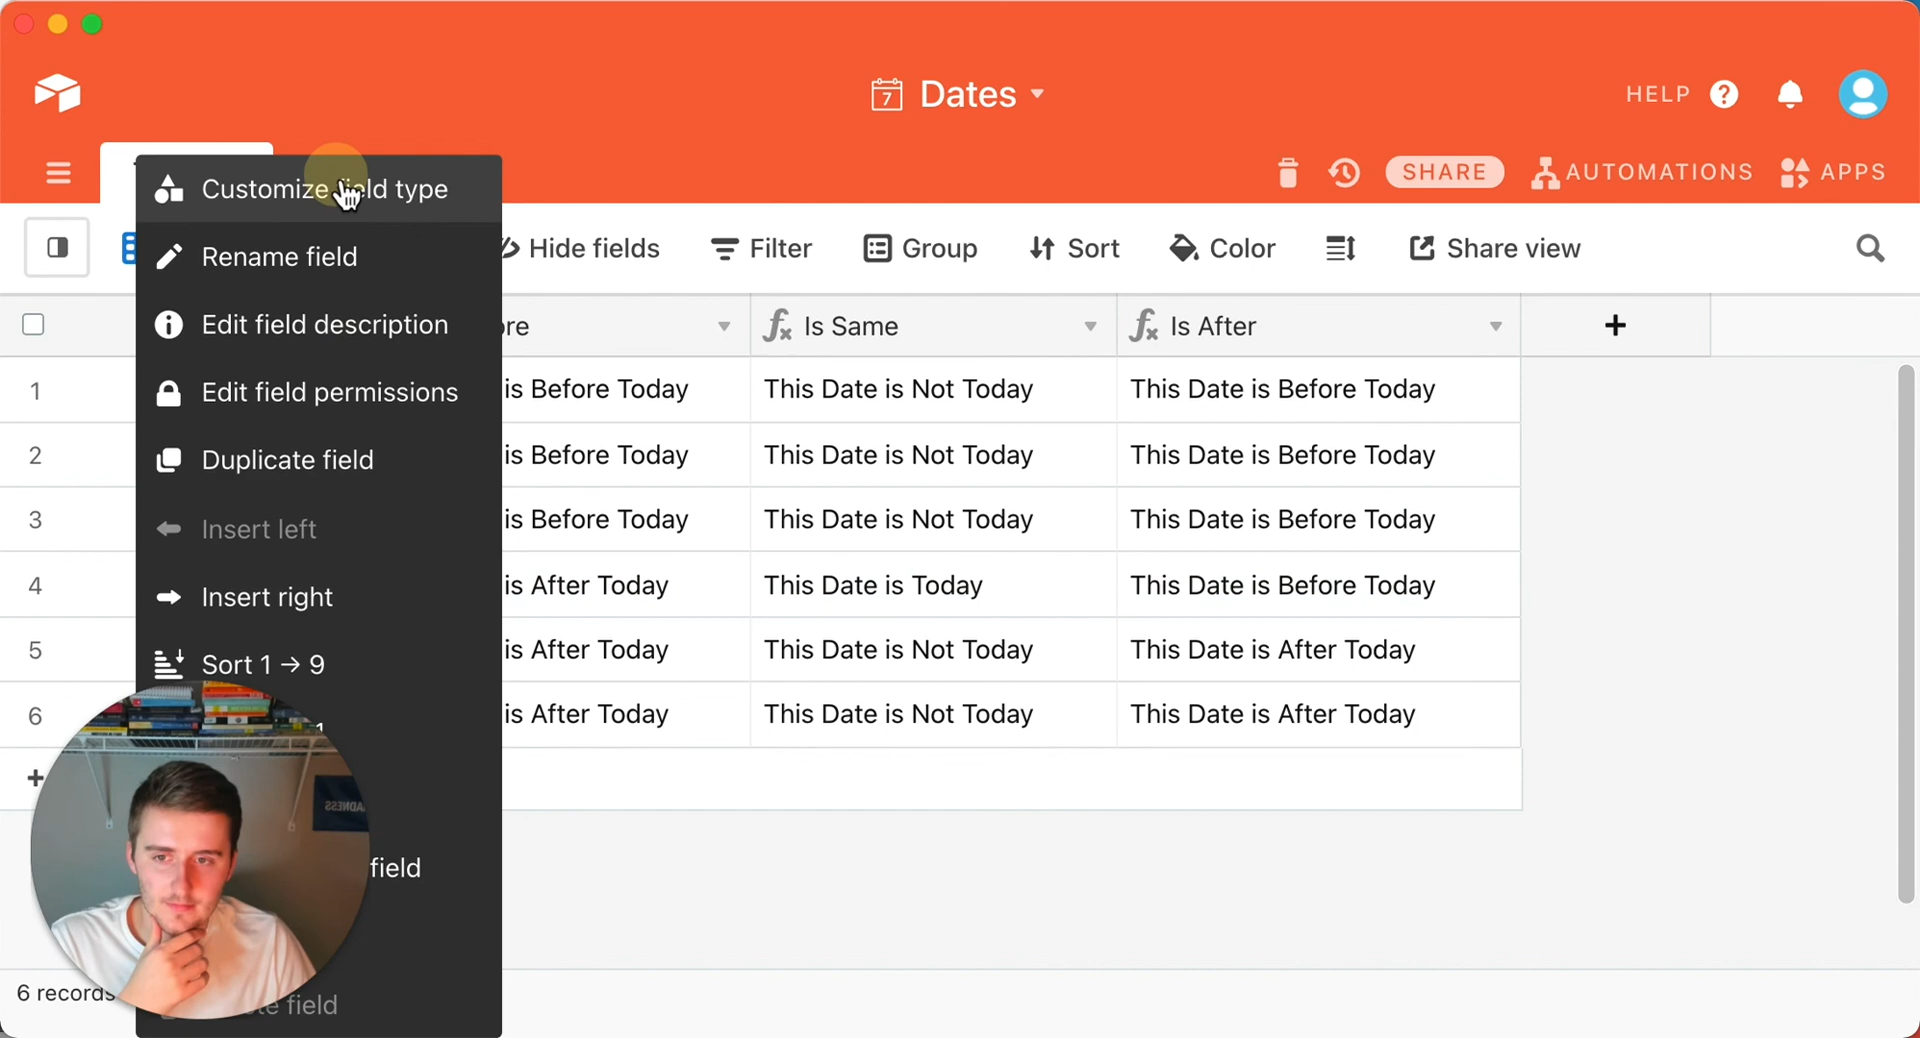 7
Dates
HELP ?
SHARE
AUTOMATIONS
APPS
Customize field type
Hide fields
Filter
Group
Sort
Color
Share view
Rename field
Edit field description
Is Same
Is After
+
1
Edit field permissions
is Before Today
This Date is Not Today
This Date is Before Today
2
Duplicate field
is Before Today
This Date is Not Today
This Date is Before Today
3
Insert left
is Before Today
This Date is Not Today
This Date is Before Today
4
Insert right
is After Today
This Date is Today
This Date is Before Today
5
Sort 1 → 9
is After Today
This Date is Not Today
This Date is After Today
6
is After Today
This Date is Not Today
This Date is After Today
+
field
6 records
field